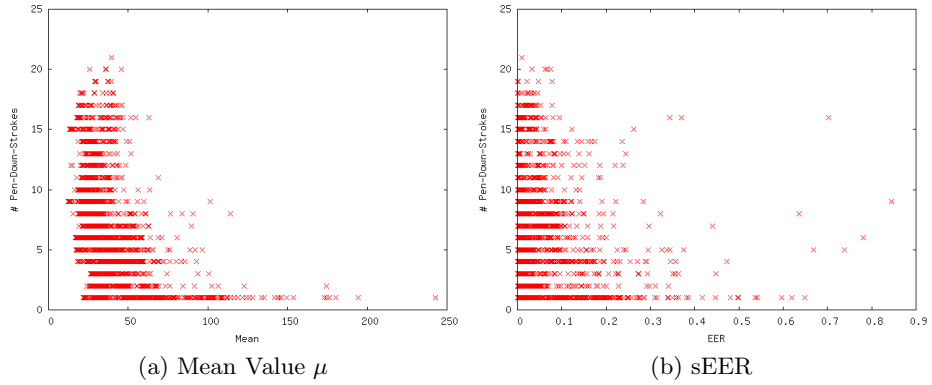 25
20
15
10
5
0
# Pen-Down-Strokes
0 50 100 150 200 250
Mean
(a) Mean Value μ
25
20
15
10
5
0
# Pen-Down-Strokes
0 0.1 0.2 0.3 0.4 0.5 0.6 0.7 0.8 0.9
EER
(b) sEER